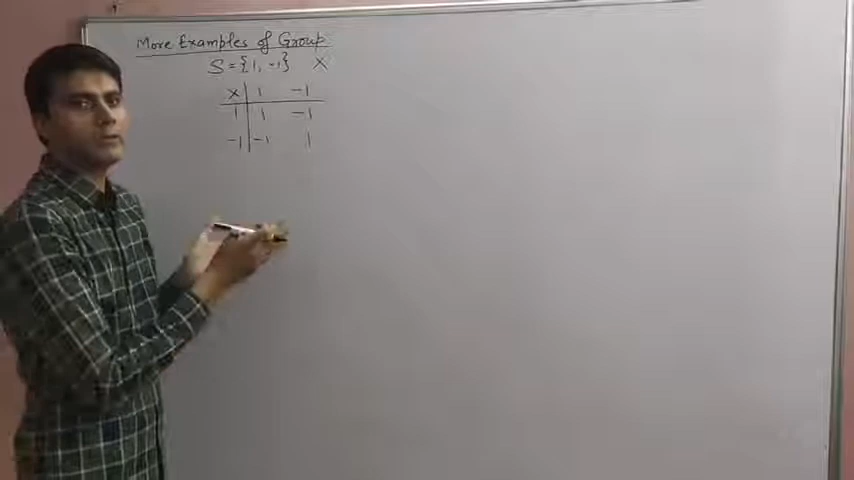 More Examples of Group
S = {1, -1} ×
× 1 -1
1 1 -1
-1 -1 1